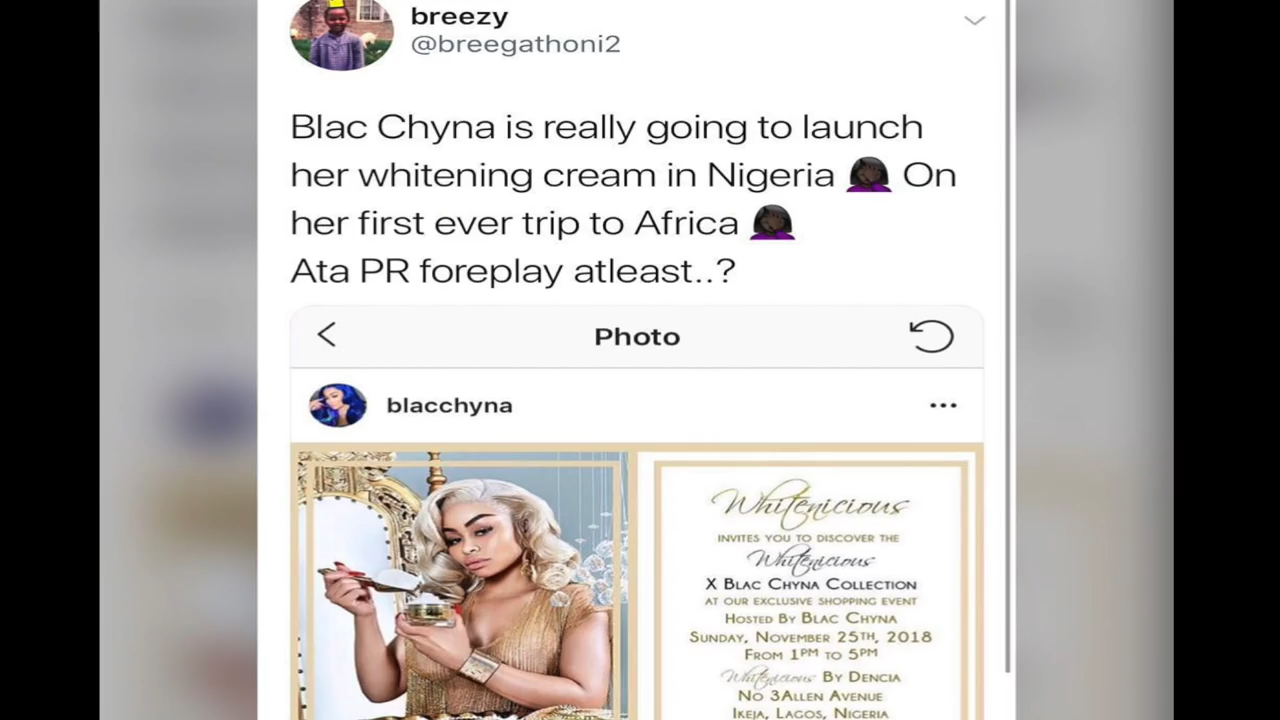 breezy
@breegathoni2
Blac Chyna is really going to launch
her whitening cream in Nigeria 🤦🏿‍♀️ On
her first ever trip to Africa 🤦🏿‍♀️
Ata PR foreplay atleast..?
Photo
blacchyna
Whitenicious
INVITES YOU TO DISCOVER THE
Whitenicious
X BLAC CHYNA COLLECTION
AT OUR EXCLUSIVE SHOPPING EVENT
HOSTED BY BLAC CHYNA
SUNDAY, NOVEMBER 25TH, 2018
FROM 1PM TO 5PM
Whitenicious BY DENCIA
NO 3ALLEN AVENUE
IKEJA, LAGOS, NIGERIA